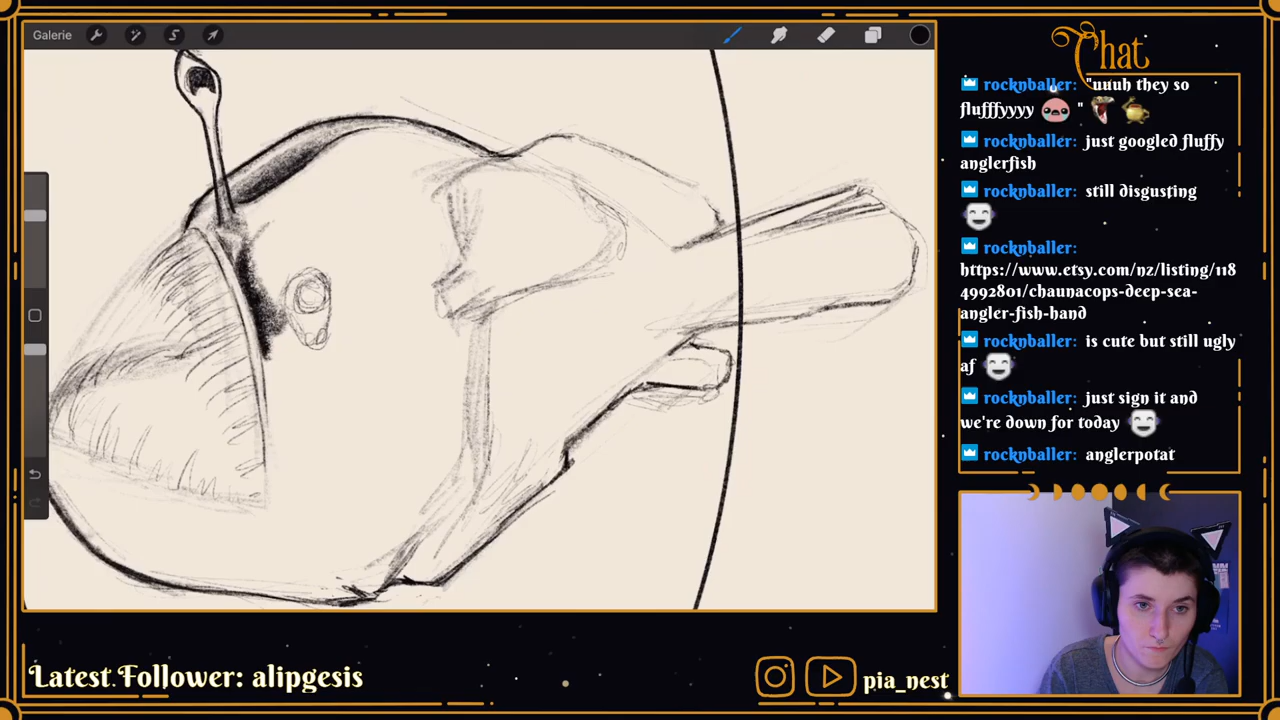 Galerie
Chat
rocknballer: "uuuh they so
flufffyyyy "
rocknballer: just googled fluffy
anglerfish
rocknballer: still disgusting
rocknballer:
https://www.etsy.com/nz/listing/118
4992801/chaunacops-deep-sea-
angler-fish-hand
rocknballer: is cute but still ugly
af
rocknballer: just sign it and
we're down for today
rocknballer: anglerpotat
Latest Follower: alipgesis
pia_nest